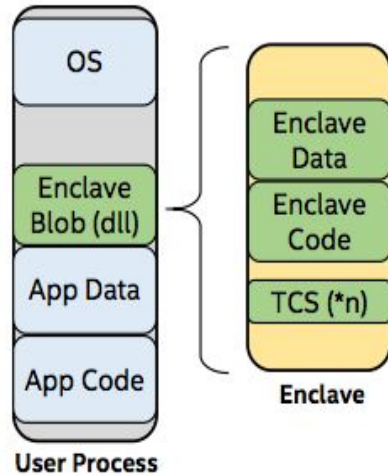 OS
Enclave
Blob (dll)
App Data
App Code
User Process
Enclave
Data
Enclave
Code
TCS (*n)
Enclave